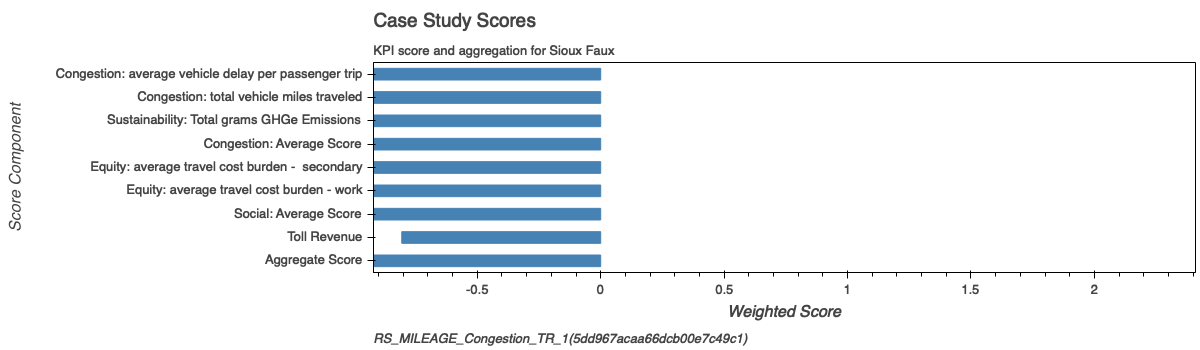 Case Study Scores
KPI score and aggregation for Sioux Faux
Score Component
Congestion: average vehicle delay per passenger trip
Congestion: total vehicle miles traveled
Sustainability: Total grams GHGe Emissions
Congestion: Average Score
Equity: average travel cost burden - secondary
Equity: average travel cost burden - work
Social: Average Score
Toll Revenue
Aggregate Score
-0.5 0 0.5 1 1.5 2
Weighted Score
RS_MILEAGE_Congestion_TR_1(5dd967acaa66dcb00e7c49c1)